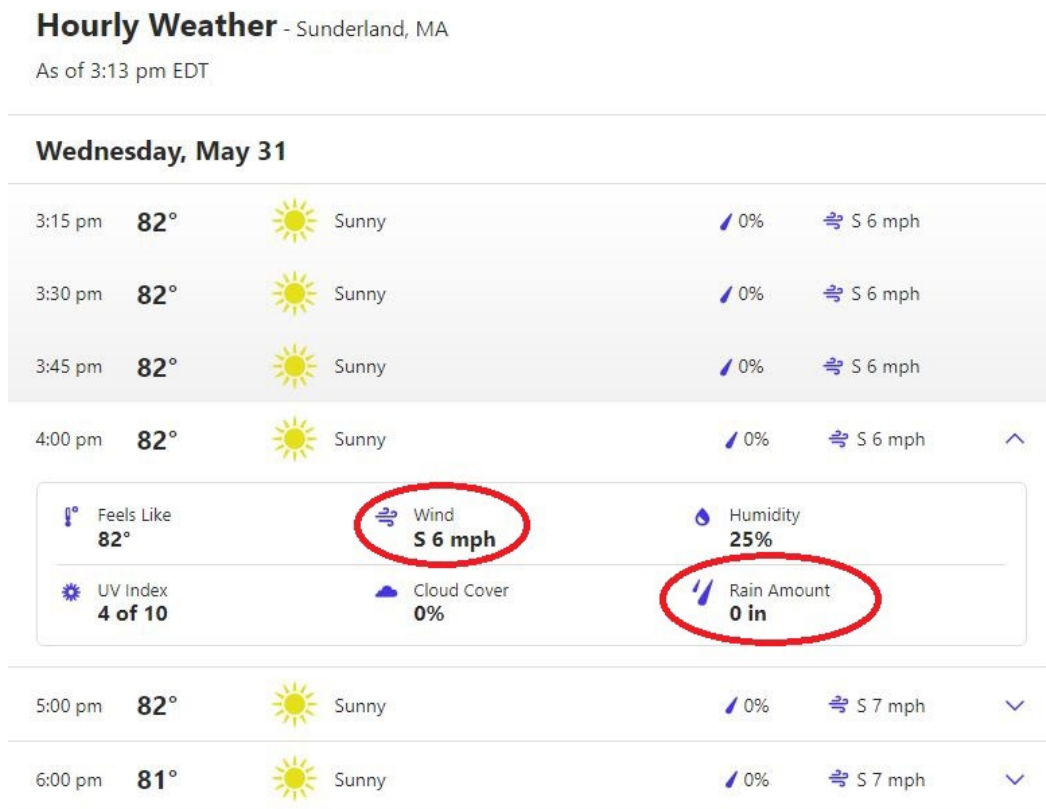 Hourly Weather - Sunderland, MA
As of 3:13 pm EDT
Wednesday, May 31
3:15 pm 82° Sunny 0% S 6 mph
3:30 pm 82° Sunny 0% S 6 mph
3:45 pm 82° Sunny 0% S 6 mph
4:00 pm 82° Sunny 0% S 6 mph
Feels Like Wind Humidity
82° S 6 mph 25%
UV Index Cloud Cover Rain Amount
4 of 10 0% 0 in
5:00 pm 82° Sunny 0% S 7 mph
6:00 pm 81° Sunny 0% S 7 mph